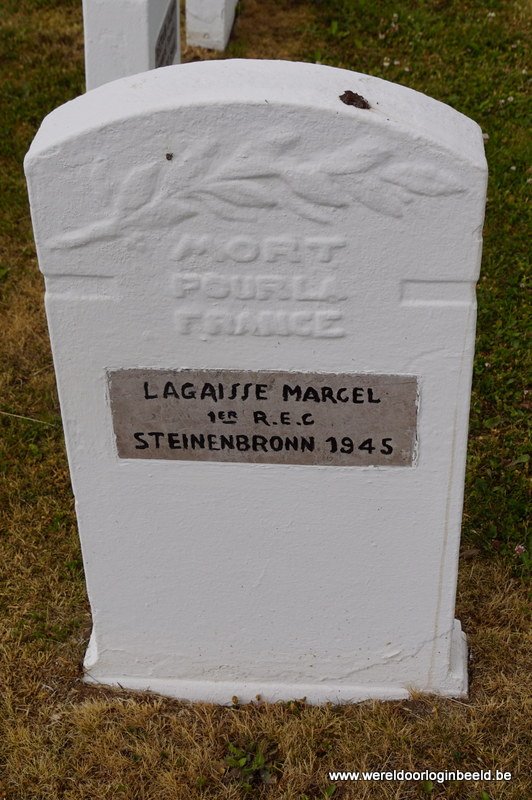 MORT
POUR LA
FRANCE
LAGAISSE MARCEL
1ER R.E.C
STEINENBRONN 1945
www.wereldoorloginbeeld.be